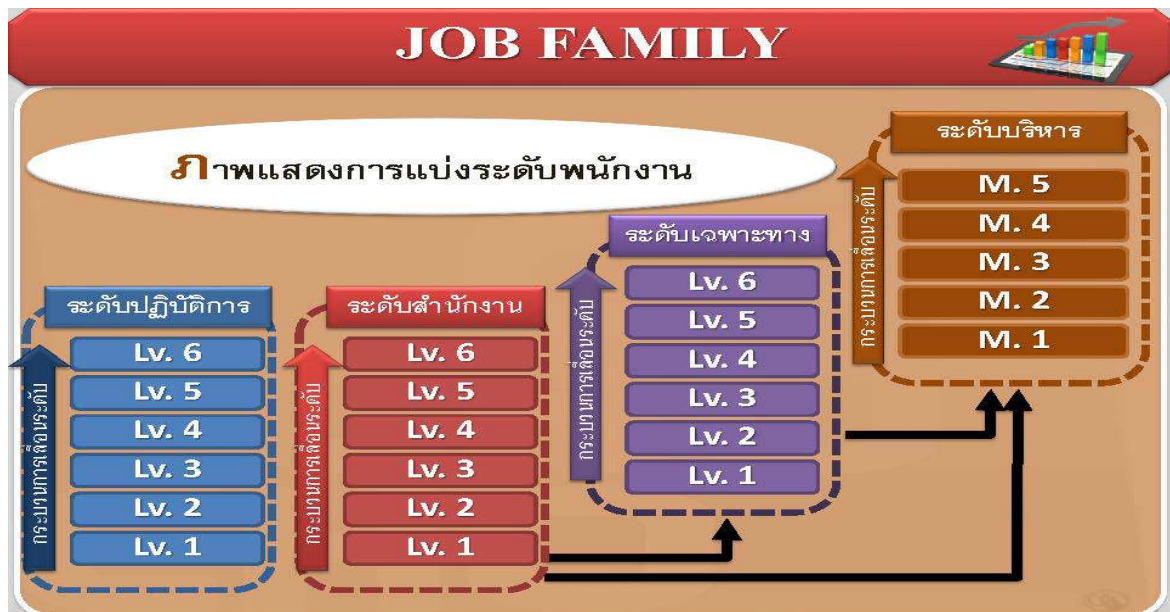 JOB FAMILY
ภาพแสดงการแบ่งระดับพนักงาน
ระดับปฏิบัติการ
กระบวนการเลื่อนระดับ
Lv. 6
Lv. 5
Lv. 4
Lv. 3
Lv. 2
Lv. 1
ระดับสำนักงาน
กระบวนการเลื่อนระดับ
Lv. 6
Lv. 5
Lv. 4
Lv. 3
Lv. 2
Lv. 1
ระดับเฉพาะทาง
กระบวนการเลื่อนระดับ
Lv. 6
Lv. 5
Lv. 4
Lv. 3
Lv. 2
Lv. 1
ระดับบริหาร
กระบวนการเลื่อนระดับ
M. 5
M. 4
M. 3
M. 2
M. 1